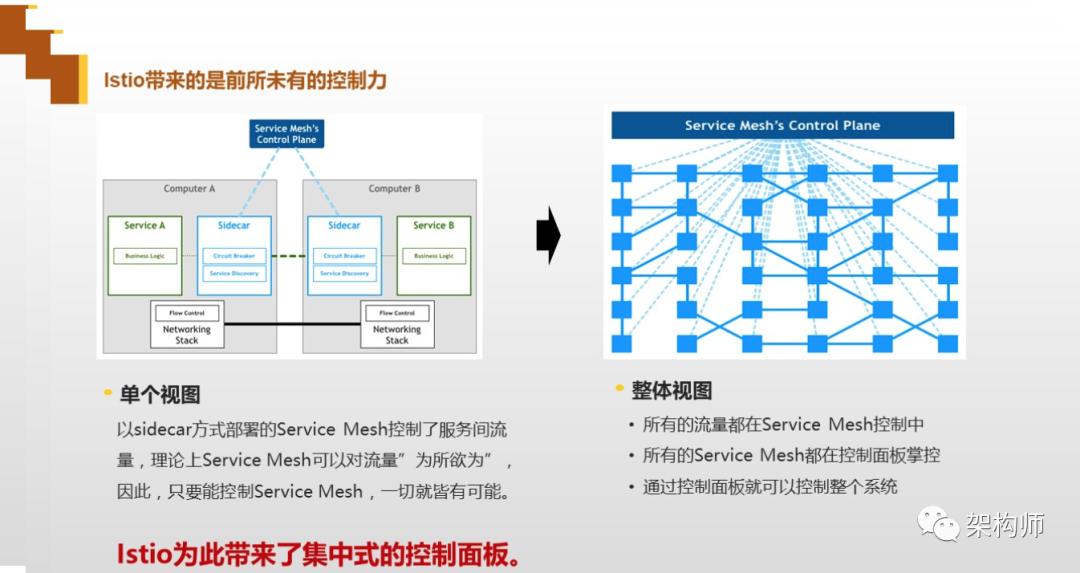 Istio带来的是前所未有的控制力
Service Mesh's
Control Plane
Computer A
Computer B
Service A
Sidecar
Sidecar
Service B
Business Logic
Circuit Breaker
Circuit Breaker
Business Logic
Service Discovery
Service Discovery
Flow Control
Flow Control
Networking
Stack
Networking
Stack
Service Mesh's Control Plane
单个视图
以sidecar方式部署的Service Mesh控制了服务间流
量，理论上Service Mesh可以对流量”为所欲为”，
因此，只要能控制Service Mesh，一切就皆有可能。
Istio为此带来了集中式的控制面板。
整体视图
• 所有的流量都在Service Mesh控制中
• 所有的Service Mesh都在控制面板掌控
• 通过控制面板就可以控制整个系统
架构师